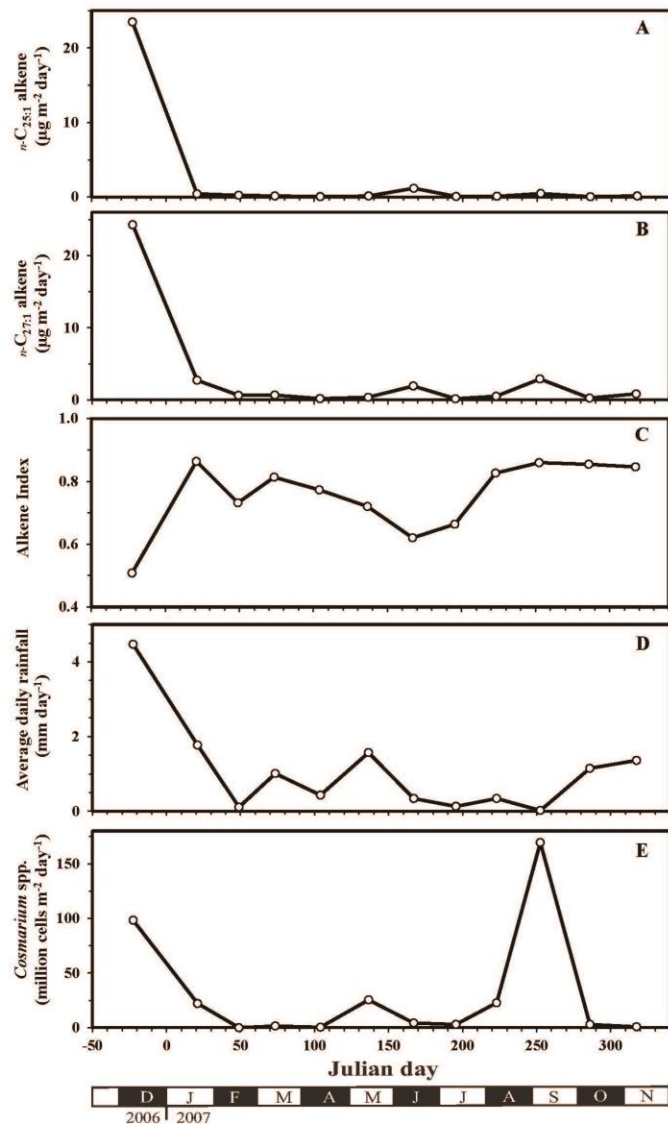 A
n-C25:1 alkene
(µg m-2 day-1)
20
10
0
B
n-C27:1 alkene
(µg m-2 day-1)
20
10
0
C
Alkene Index
1.0
0.8
0.6
0.4
D
Average daily rainfall
(mm day-1)
4
2
0
E
Cosmarium spp.
(million cells m-2 day-1)
150
100
50
0
-50 0 50 100 150 200 250 300
Julian day
D J F M A M J J A S O N
2006 2007